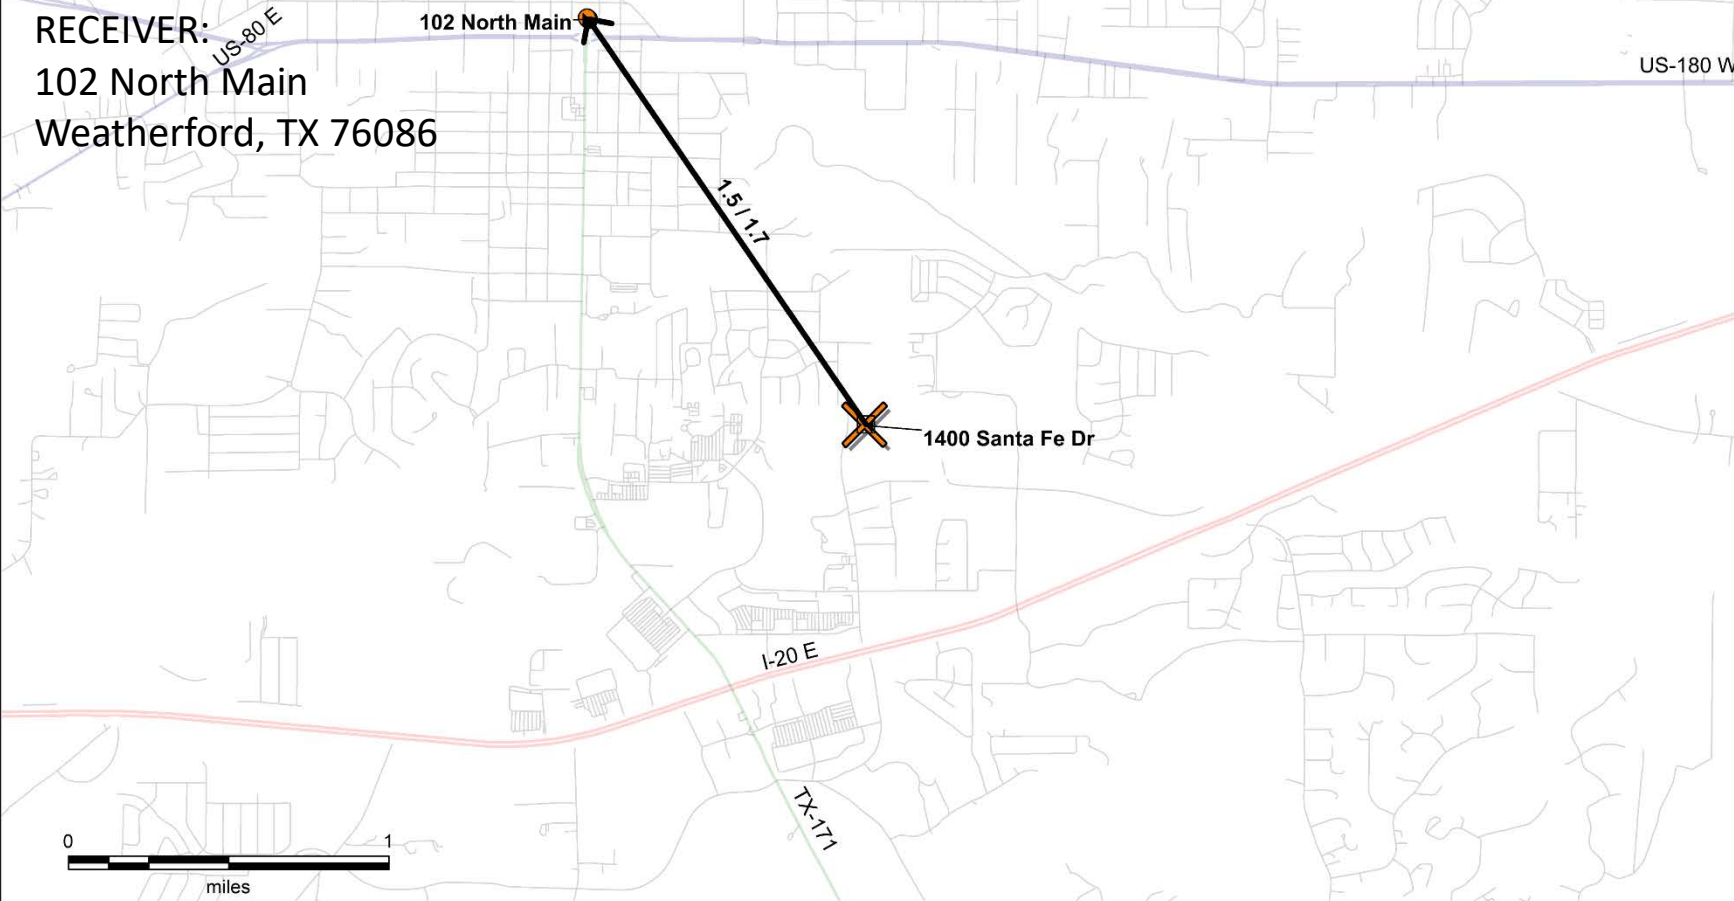 RECEIVER:
102 North Main
Weatherford, TX 76086
US-80 E
102 North Main
US-180 W
1.5 / 1.7
1400 Santa Fe Dr
I-20 E
TX-171
0 1
miles